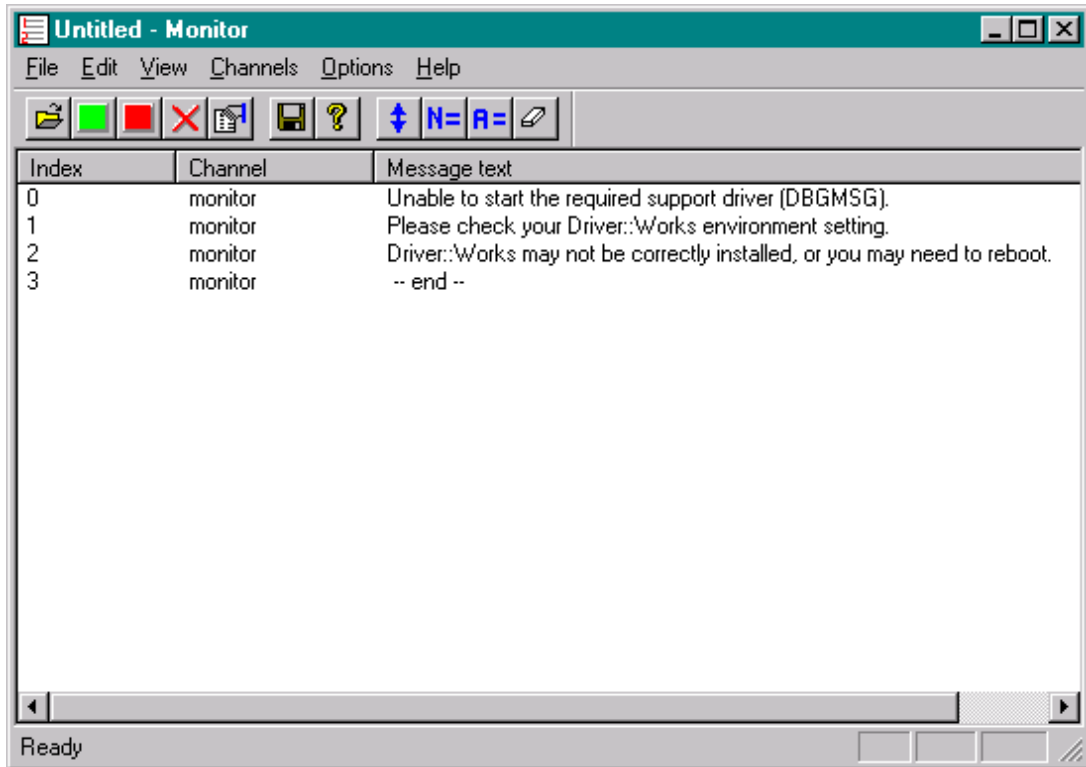 Untitled - Monitor
File Edit View Channels Options Help
N= A=
Index Channel Message text
0 monitor Unable to start the required support driver (DBGMSG).
1 monitor Please check your Driver::Works environment setting.
2 monitor Driver::Works may not be correctly installed, or you may need to reboot.
3 monitor -- end --
Ready